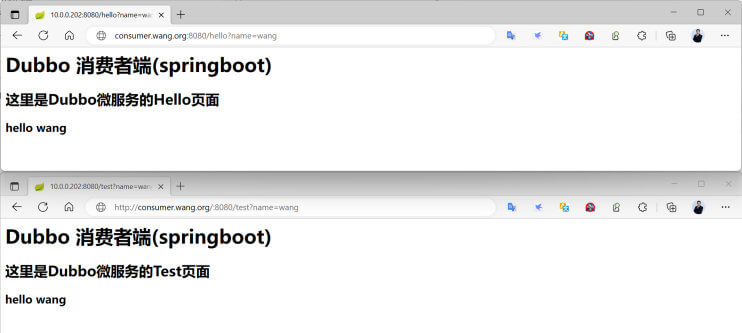 10.0.0.202:8080/hello?name=wang
consumer.wang.org:8080/hello?name=wang
Dubbo 消费者端(springboot)
这里是Dubbo微服务的Hello页面
hello wang
10.0.0.202:8080/test?name=wang
http://consumer.wang.org/:8080/test?name=wang
Dubbo 消费者端(springboot)
这里是Dubbo微服务的Test页面
hello wang